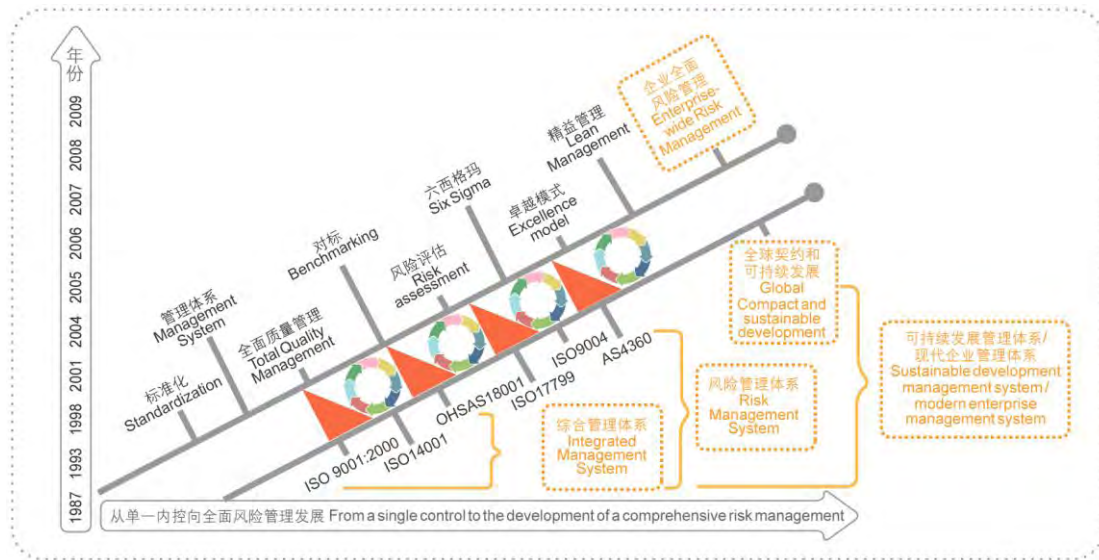 年份
2009
2008
2007
2006
2005
2004
2001
1998
1993
1987
标准化
Standardization
管理体系
Management
System
全面质量管理
Total Quality
Management
对标
Benchmarking
风险评估
Risk
assessment
六西格玛
Six Sigma
卓越模式
Excellence
model
精益管理
Lean
Management
企业全面
风险管理
Enterprise-
wide Risk
Management
ISO 9001:2000
ISO14001
OHSAS18001
ISO17799
ISO9004
AS4360
综合管理体系
Integrated
Management
System
风险管理体系
Risk
Management
System
全球契约和
可持续发展
Global
Compact and
sustainable
development
可持续发展管理体系/
现代企业管理体系
Sustainable development
management system/
modern enterprise
management system
从单一内控向全面风险管理发展 From a single control to the development of a comprehensive risk management